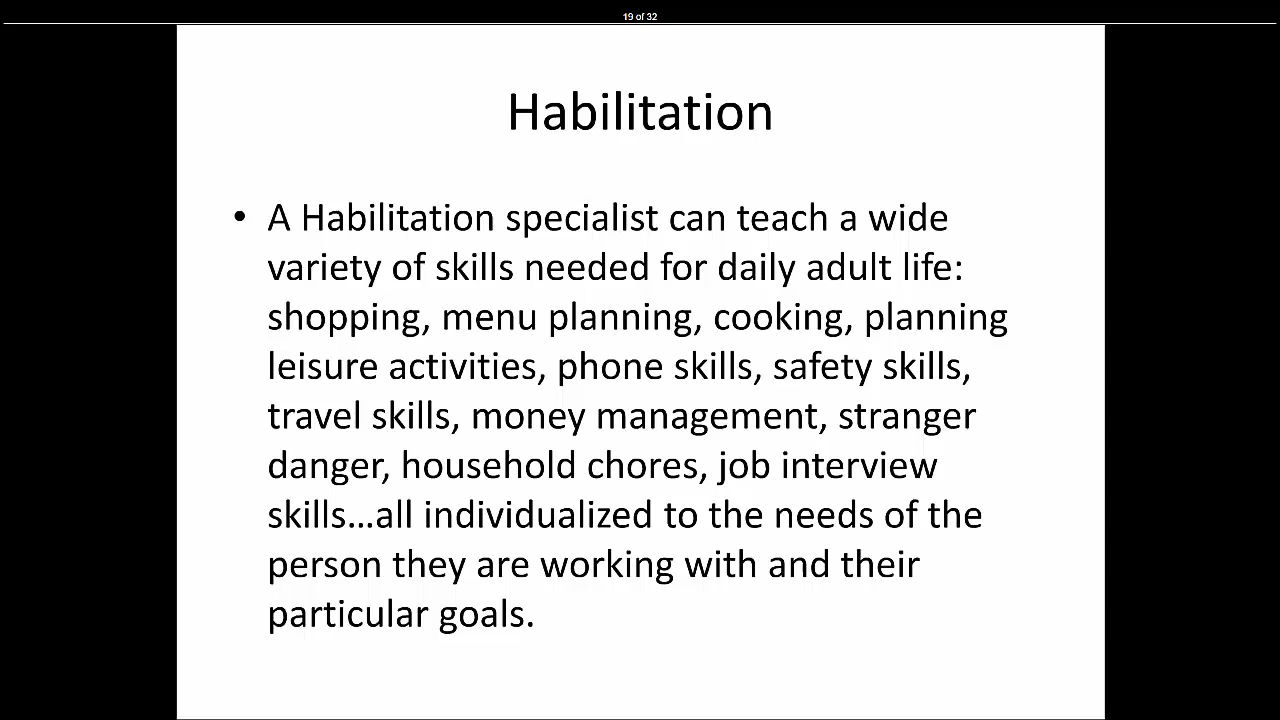 19 of 32
Habilitation
• A Habilitation specialist can teach a wide
variety of skills needed for daily adult life:
shopping, menu planning, cooking, planning
leisure activities, phone skills, safety skills,
travel skills, money management, stranger
danger, household chores, job interview
skills…all individualized to the needs of the
person they are working with and their
particular goals.